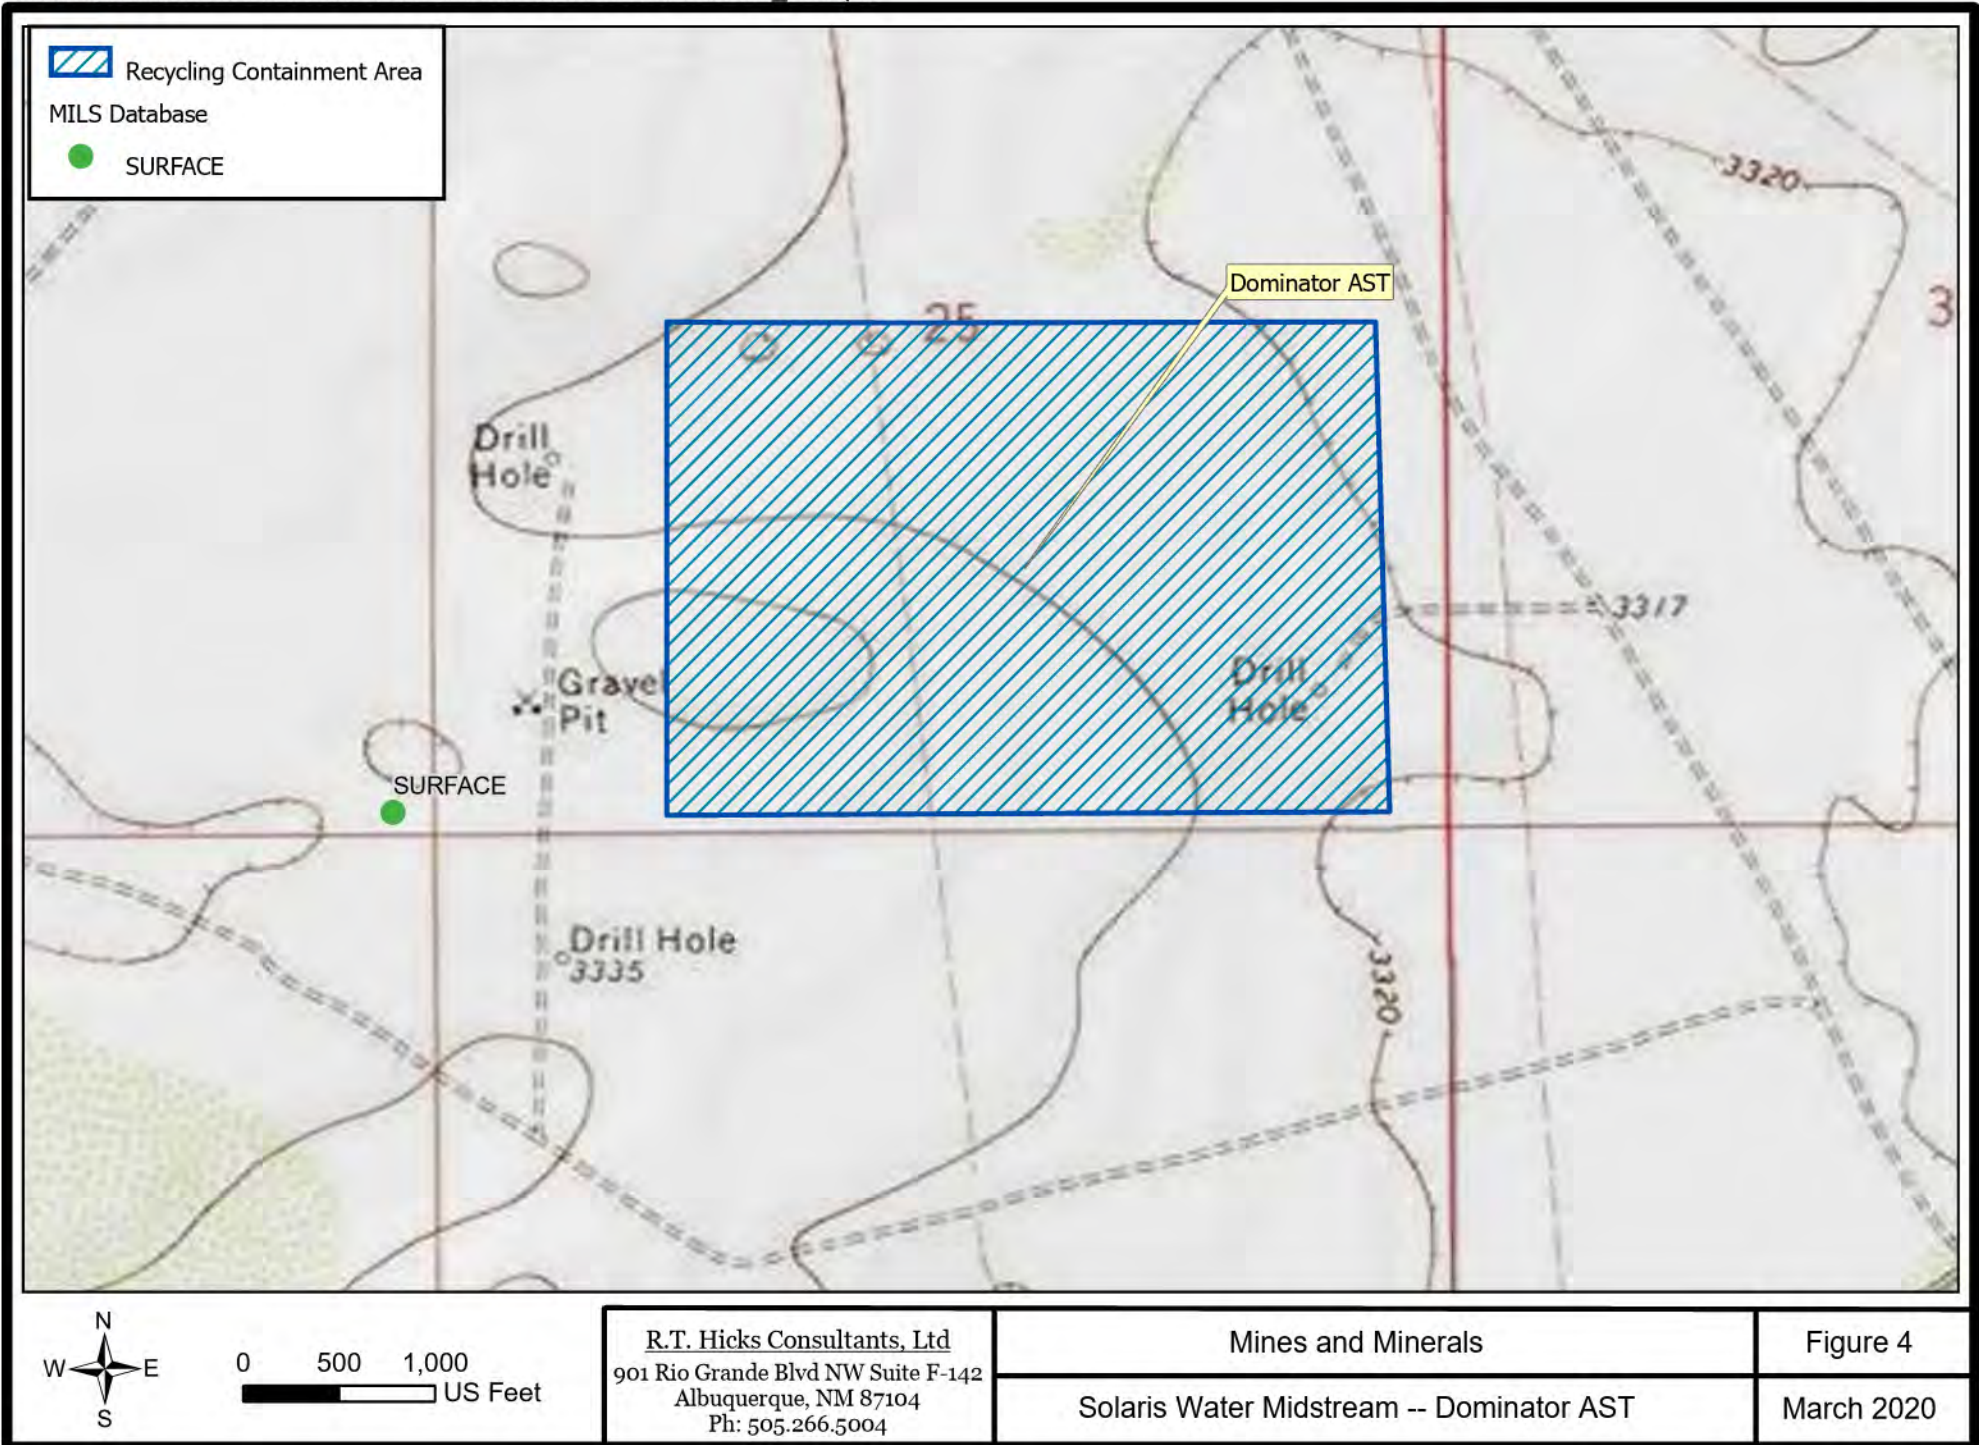 Recycling Containment Area
MILS Database
SURFACE
3320
Dominator AST
25
3
Drill
Hole
3317
Drill
Hole
Gravel
Pit
SURFACE
Drill Hole
3335
3320
N
W E
S
0 500 1,000
US Feet
R.T. Hicks Consultants, Ltd
901 Rio Grande Blvd NW Suite F-142
Albuquerque, NM 87104
Ph: 505.266.5004
Mines and Minerals
Solaris Water Midstream -- Dominator AST
Figure 4
March 2020